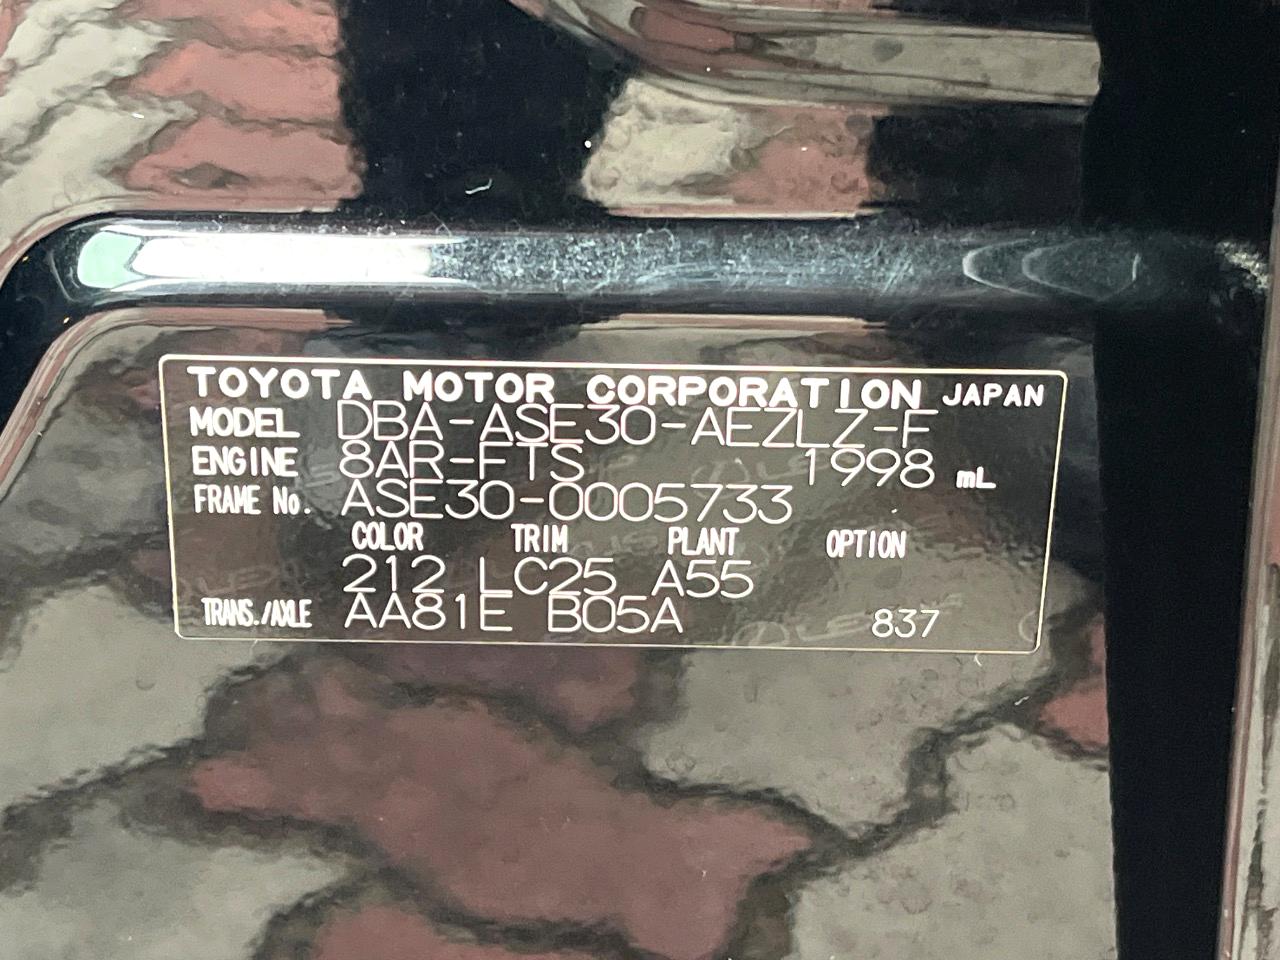 TOYOTA MOTOR CORPORATION JAPAN
MODEL DBA-ASE30-AEZLZ-F
ENGINE 8AR-FTS 1998 mL
FRAME No. ASE30-0005733
COLOR TRIM PLANT OPTION
212 LC25 A55
TRANS./AXLE AA81E B05A 837